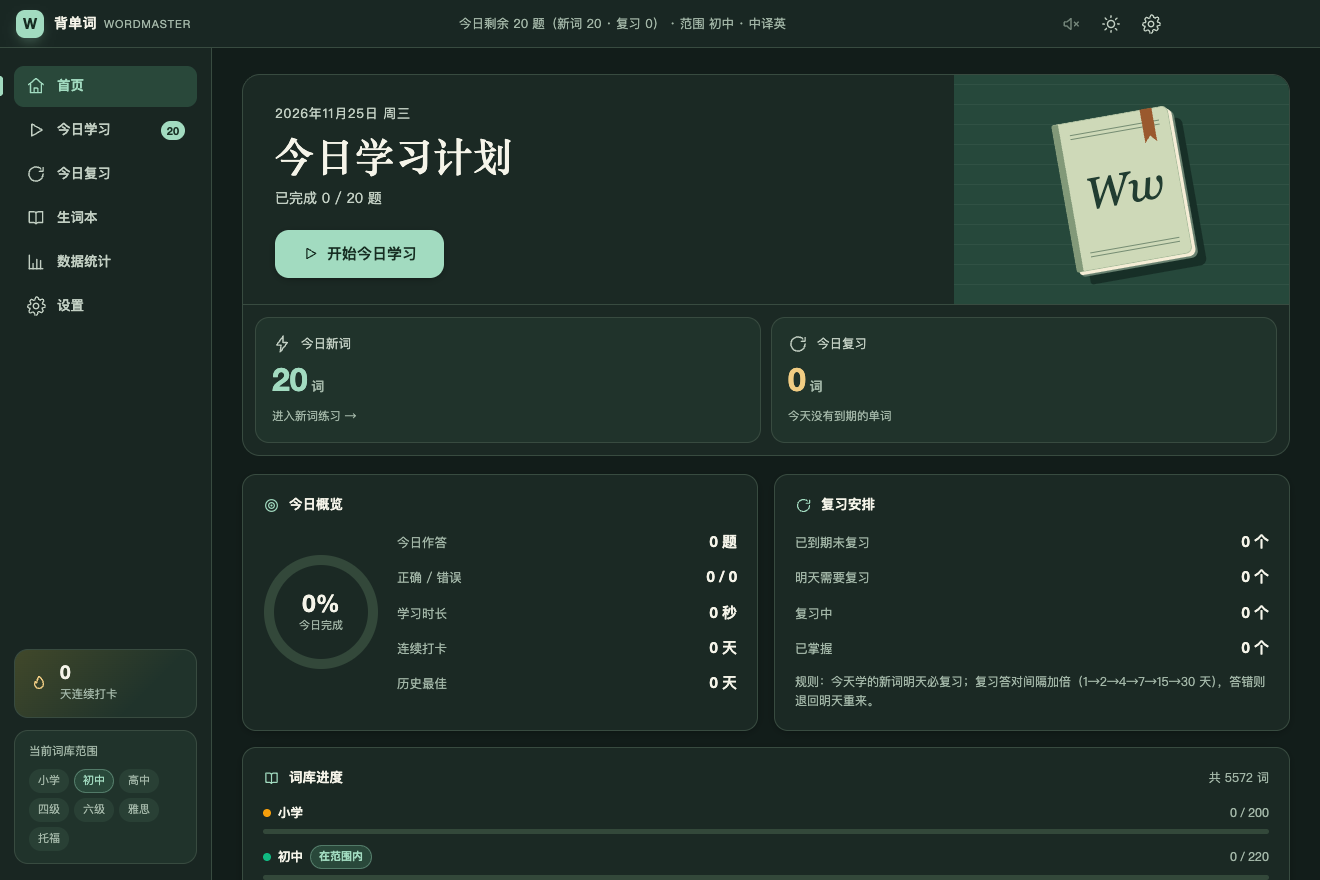 W 背单词 WORDMASTER
今日剩余 20 题（新词 20 · 复习 0） · 范围 初中 · 中译英
首页
今日学习 20
今日复习
生词本
数据统计
设置
0
天连续打卡
当前词库范围
小学 初中 高中
四级 六级 雅思
托福
2026年11月25日 周三
今日学习计划
已完成 0 / 20 题
开始今日学习
Ww
今日新词
20 词
进入新词练习 →
今日复习
0 词
今天没有到期的单词
今日概览
0%
今日完成
今日作答 0 题
正确 / 错误 0 / 0
学习时长 0 秒
连续打卡 0 天
历史最佳 0 天
复习安排
已到期未复习 0 个
明天需要复习 0 个
复习中 0 个
已掌握 0 个
规则：今天学的新词明天必复习；复习答对间隔加倍（1→2→4→7→15→30 天），答错则
退回明天重来。
词库进度 共 5572 词
小学 0 / 200
初中 在范围内 0 / 220